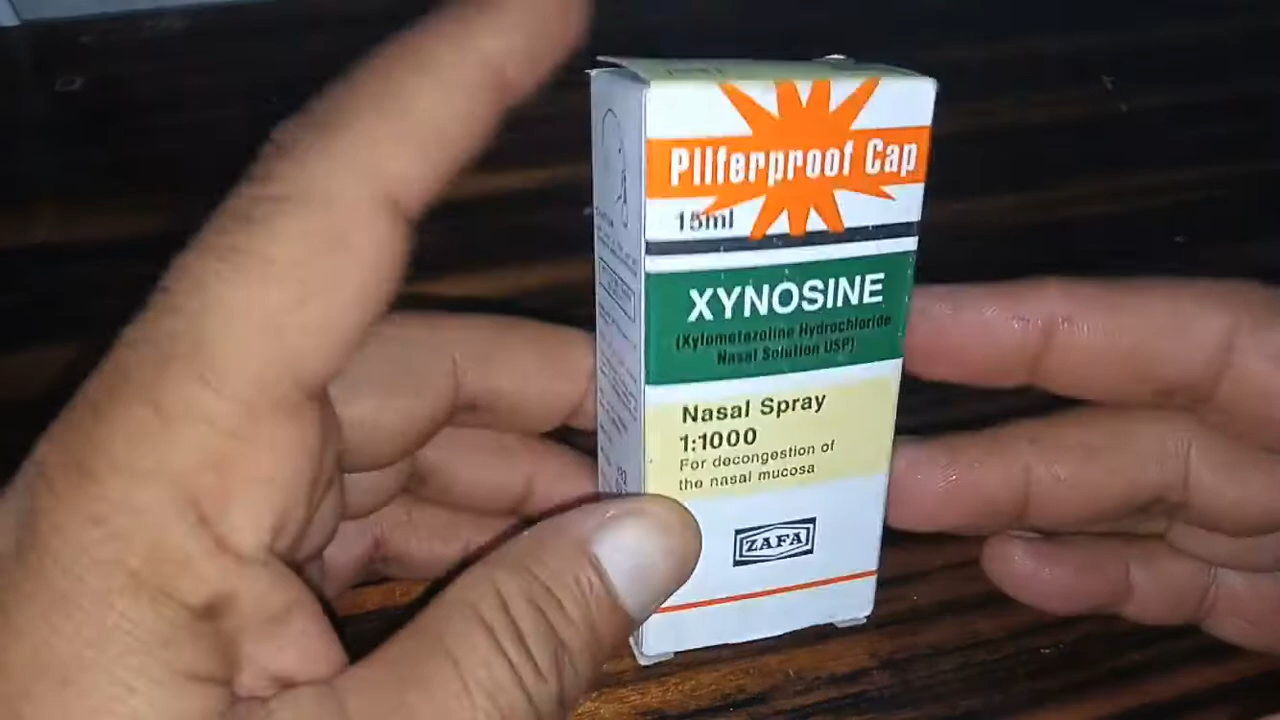 Pilferproof Cap
15ml
XYNOSINE
(Xylometazoline Hydrochloride
Nasal Solution USP)
Nasal Spray
1:1000
For decongestion of
the nasal mucosa
ZAFA